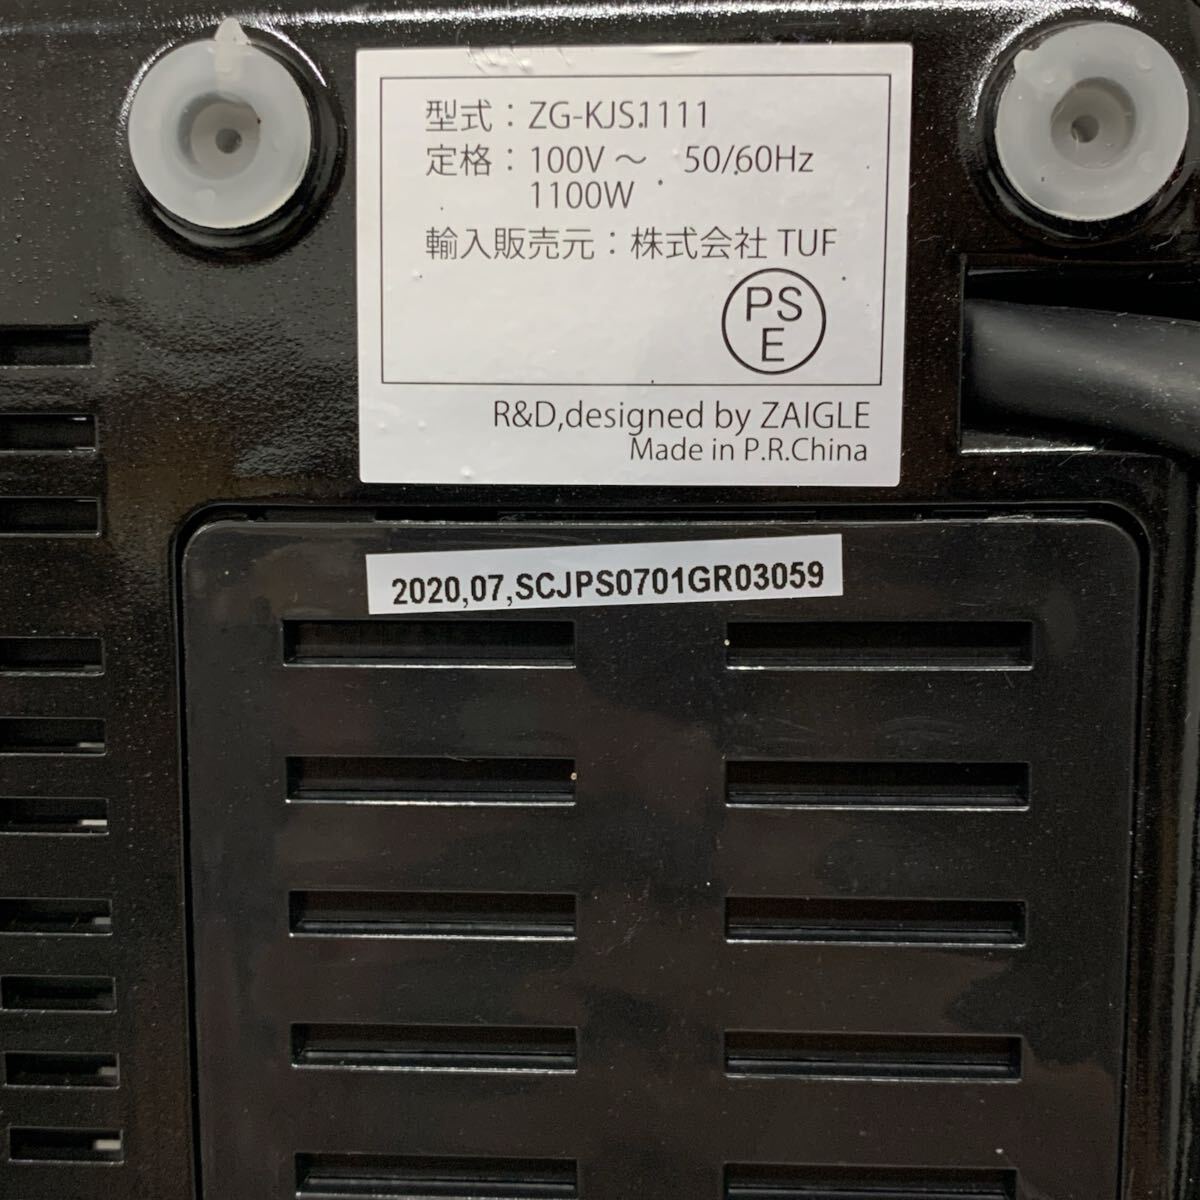 型式：ZG-KJS1111
定格：100V～ 50/60Hz
1100W
輸入販売元：株式会社 TUF
PS
E
R&D,designed by ZAIGLE
Made in P.R.China
2020,07,SCJPS0701GR03059